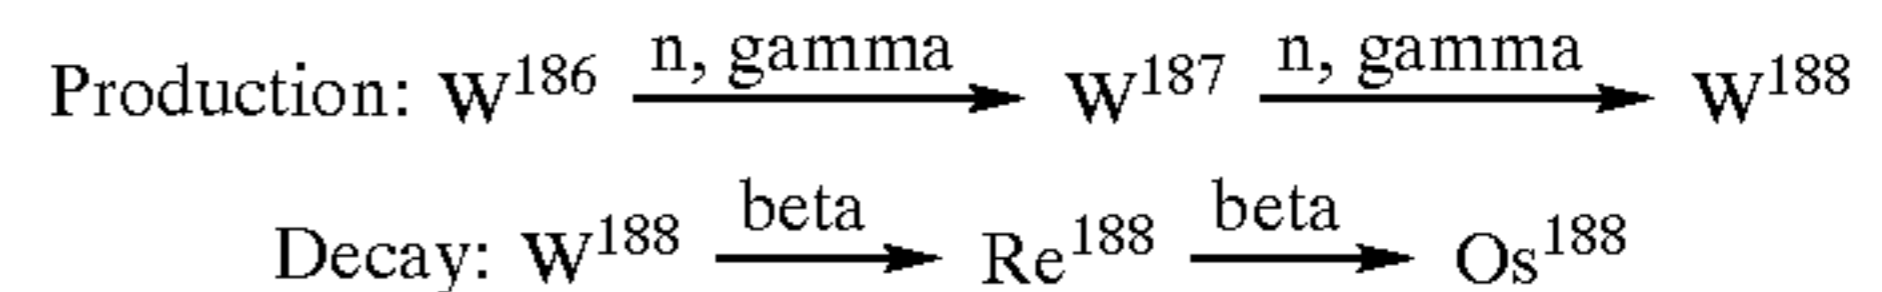 Production: W¹⁸⁶ n, gamma W¹⁸⁷ n, gamma W¹⁸⁸
Decay: W¹⁸⁸ beta Re¹⁸⁸ beta Os¹⁸⁸